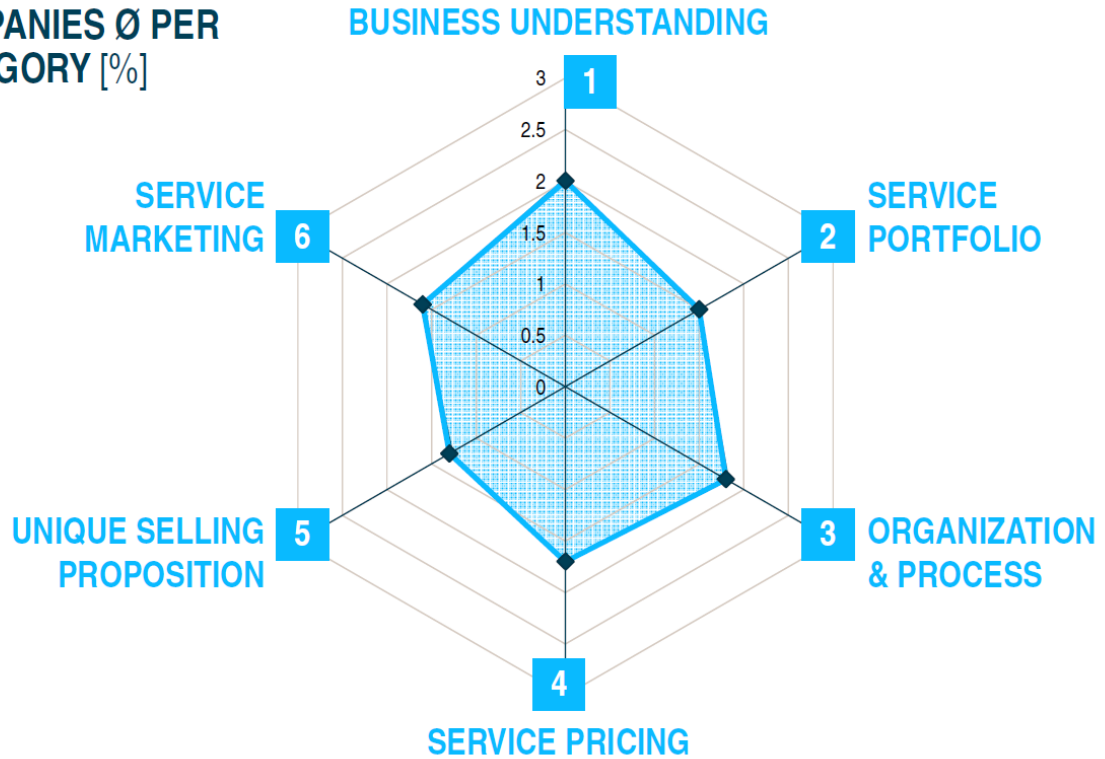 PANIES Ø PER
GORY [%]
BUSINESS UNDERSTANDING
1
3
2.5
2
1.5
1
0.5
0
SERVICE
MARKETING
6
2
SERVICE
PORTFOLIO
UNIQUE SELLING
PROPOSITION
5
3
ORGANIZATION
& PROCESS
4
SERVICE PRICING